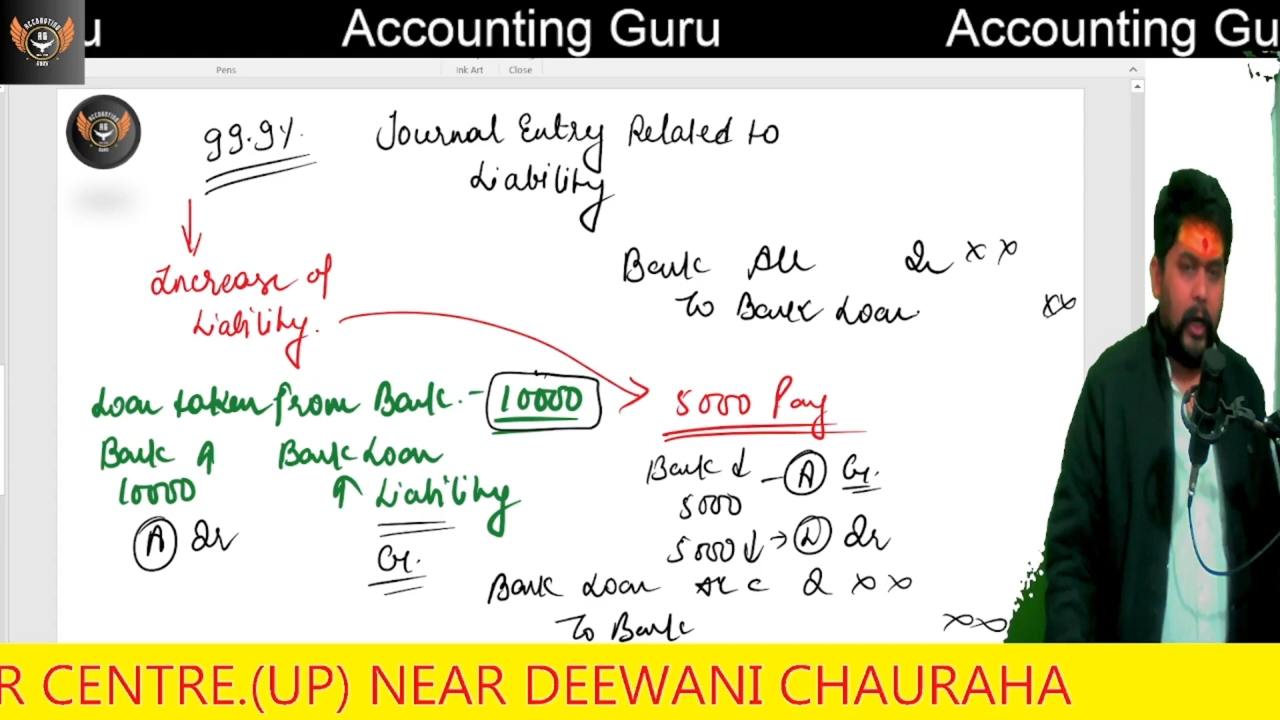 u Accounting Guru Accounting Gu
Pens Ink Art Close
99.9%. Journal Entry Related to
Liability
Increase of
Liability.
Bank A/c Dr xx
To Bank Loan. xx
Loan taken from Bank. - 10000
Bank ↑ Bank Loan
10000 ↑ Liability
A Dr Cr.
5000 Pay
Bank ↓ - A Cr.
5000
5000 ↓ → L Dr
Bank Loan A/c D xx
To Bank xx
R CENTRE.(UP) NEAR DEEWANI CHAURAHA